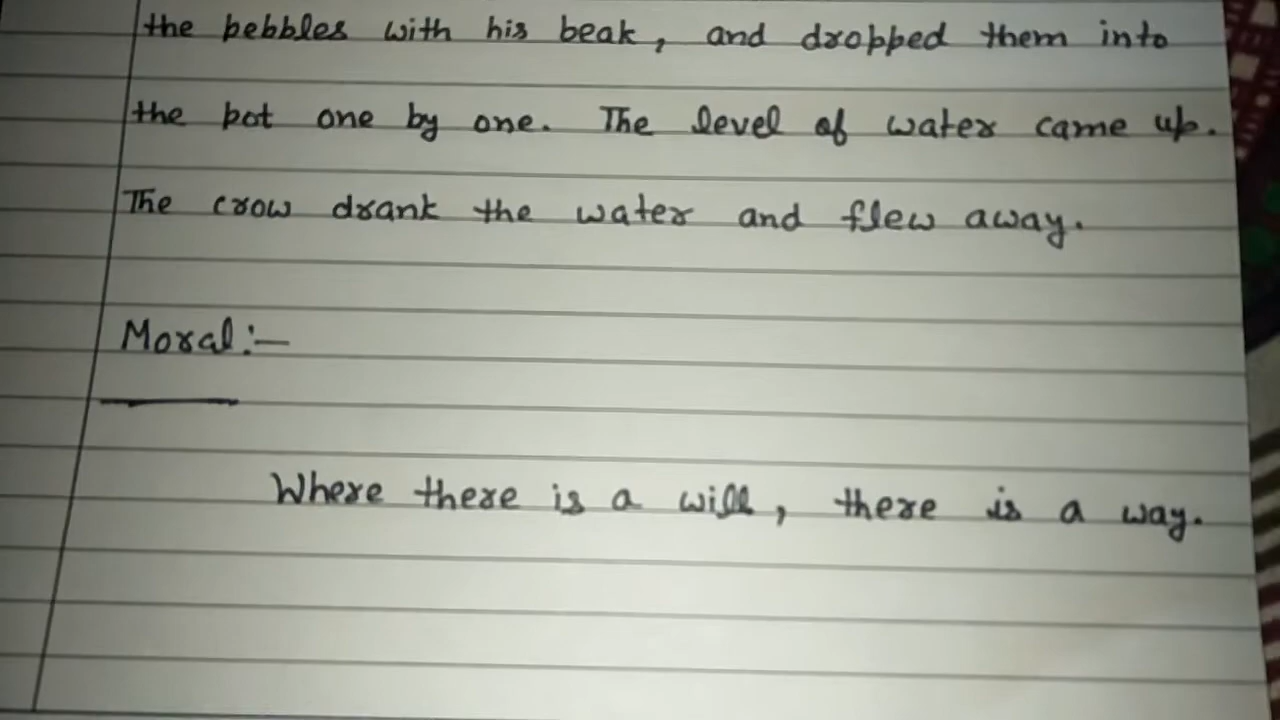 the pebbles with his beak, and dropped them into
the pot one by one. The level of water came up.
The crow drank the water and flew away.
Moral:-
Where there is a will, there is a way.